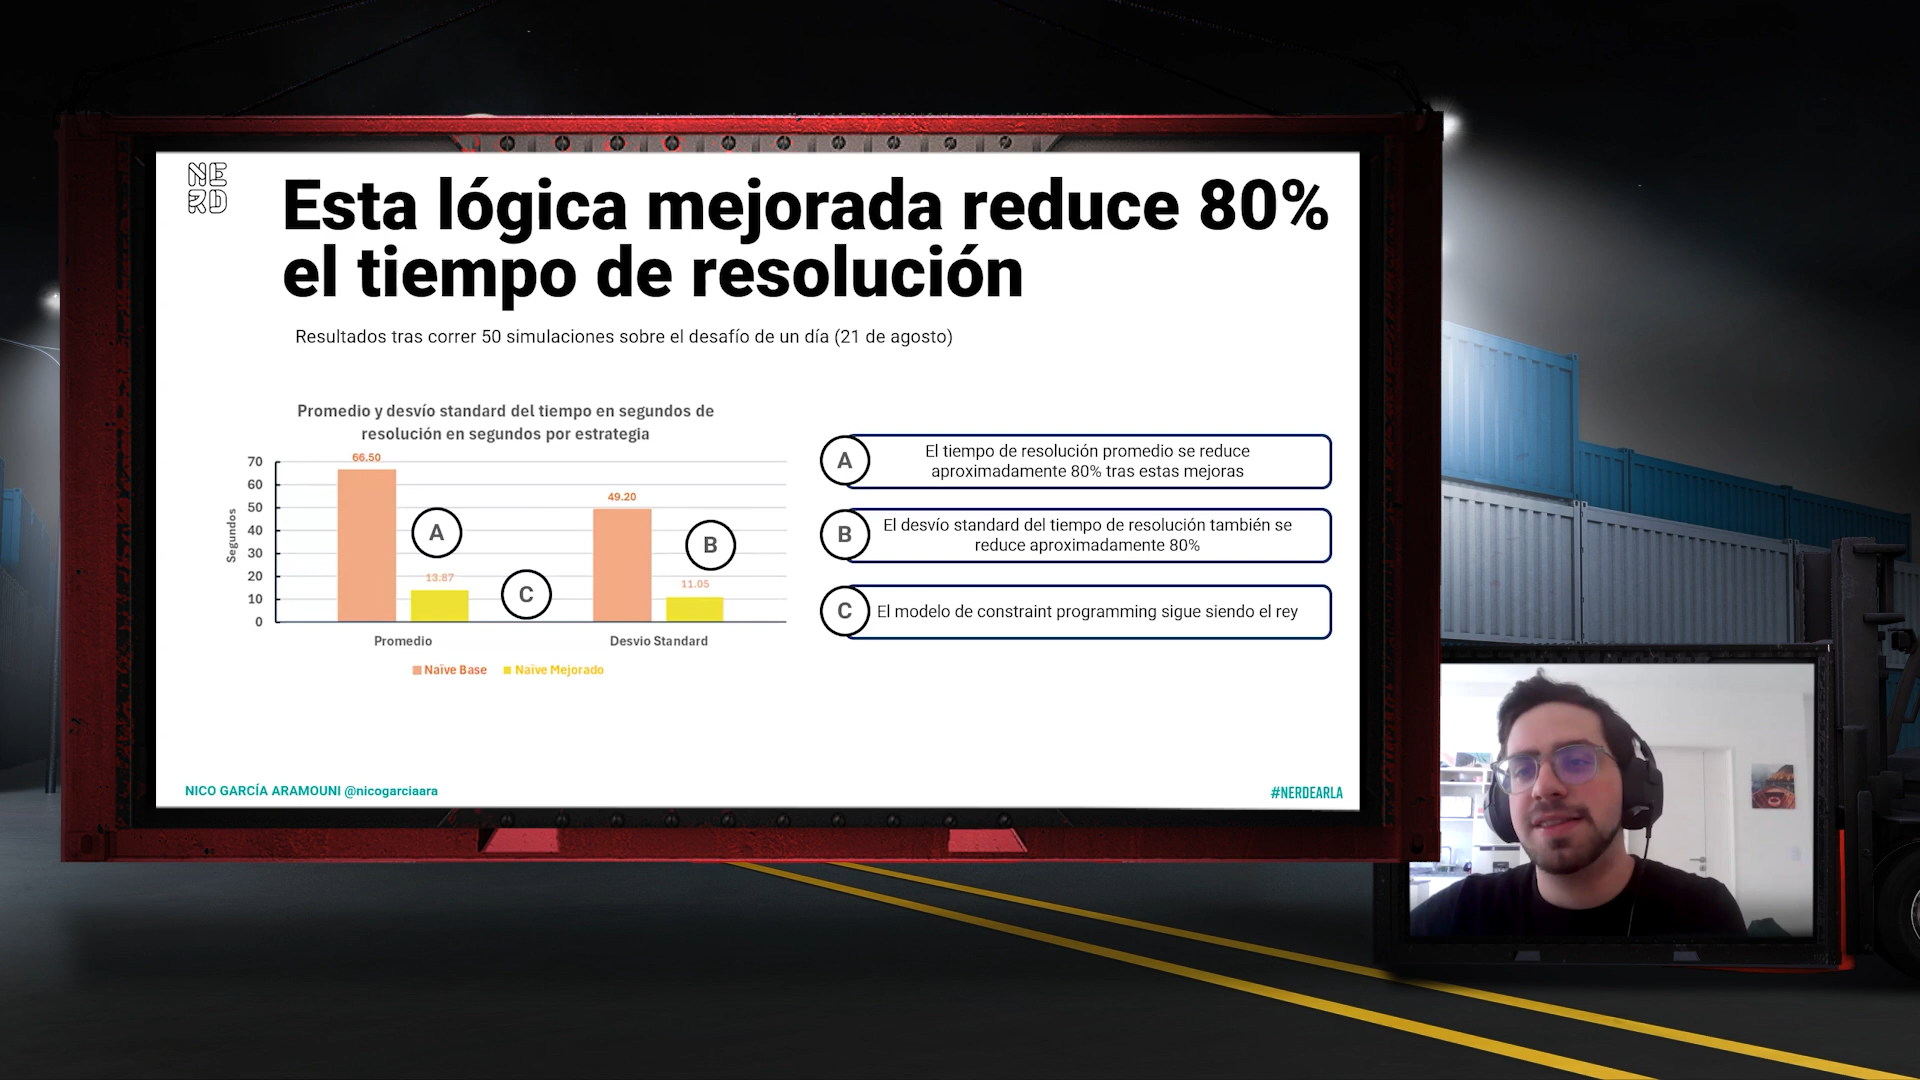 NE
RD
Esta lógica mejorada reduce 80%
el tiempo de resolución
Resultados tras correr 50 simulaciones sobre el desafío de un día (21 de agosto)
Promedio y desvío standard del tiempo en segundos de
resolución en segundos por estrategia
Segundos
70
60
50
40
30
20
10
0
66.50
13.87
49.20
11.05
A
B
C
Promedio
Desvio Standard
Naïve Base
Naïve Mejorado
A
El tiempo de resolución promedio se reduce
aproximadamente 80% tras estas mejoras
B
El desvío standard del tiempo de resolución también se
reduce aproximadamente 80%
C
El modelo de constraint programming sigue siendo el rey
NICO GARCÍA ARAMOUNI @nicogarciaara
#NERDEARLA